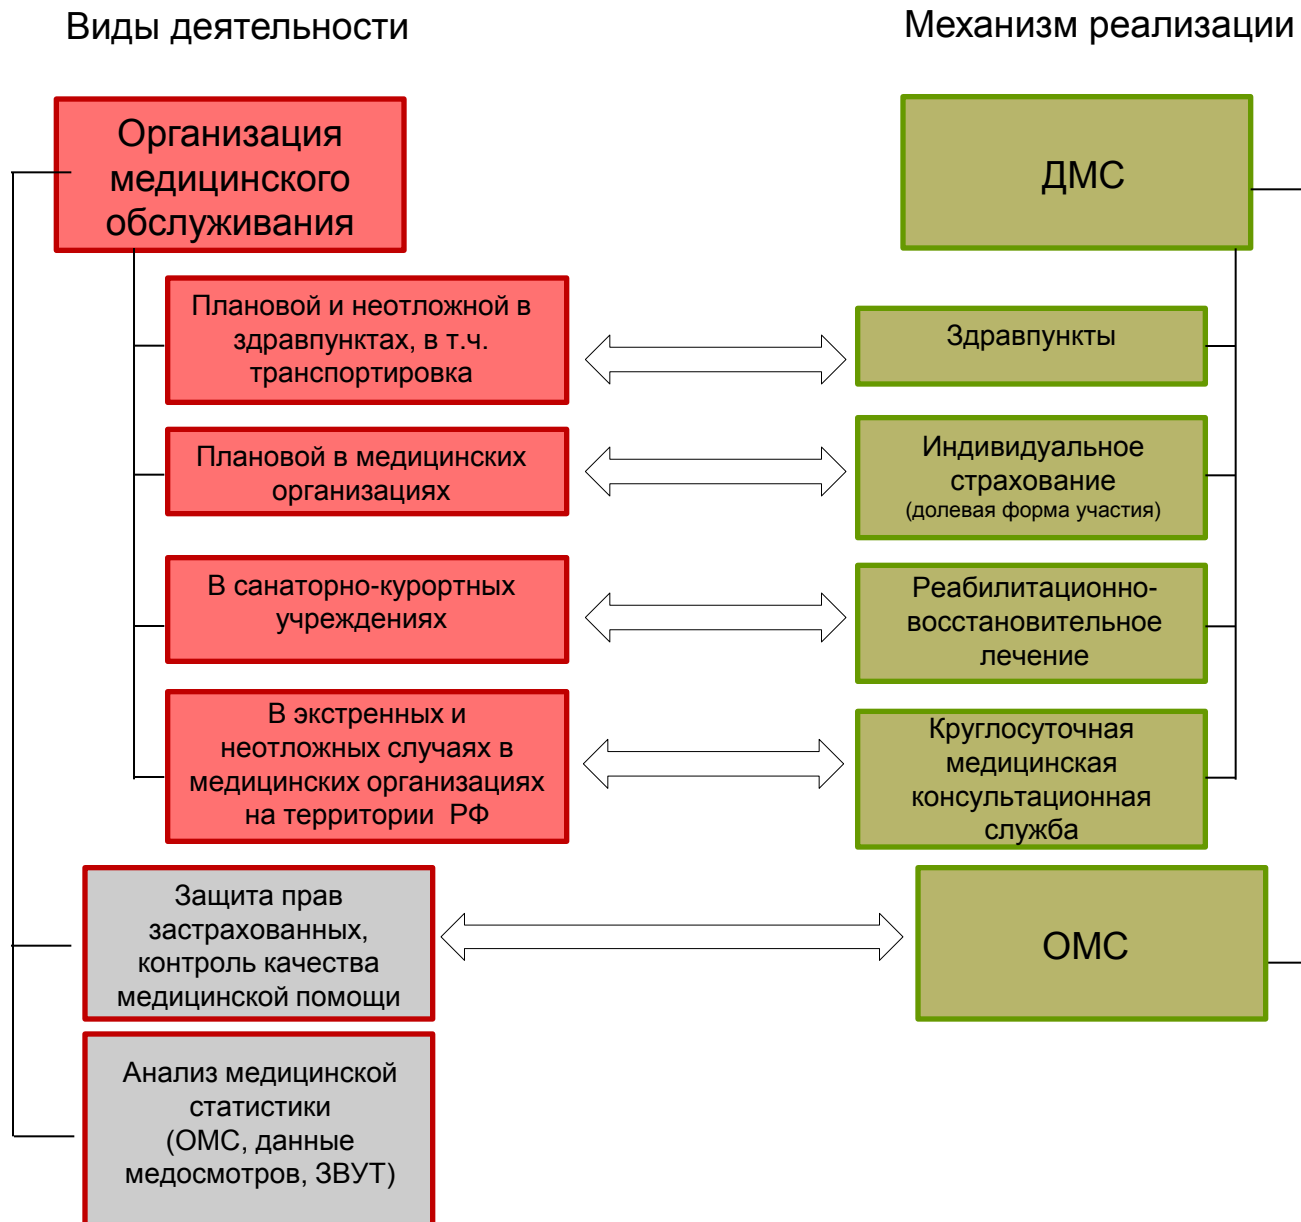 Виды деятельности
Механизм реализации
Организация
медицинского
обслуживания
ДМС
Плановой и неотложной в
здравпунктах, в т.ч.
транспортировка
Здравпункты
Плановой в медицинских
организациях
Индивидуальное
страхование
(долевая форма участия)
В санаторно-курортных
учреждениях
Реабилитационно-
восстановительное
лечение
В экстренных и
неотложных случаях в
медицинских организациях
на территории РФ
Круглосуточная
медицинская
консультационная
служба
Защита прав
застрахованных,
контроль качества
медицинской помощи
ОМС
Анализ медицинской
статистики
(ОМС, данные
медосмотров, ЗВУТ)